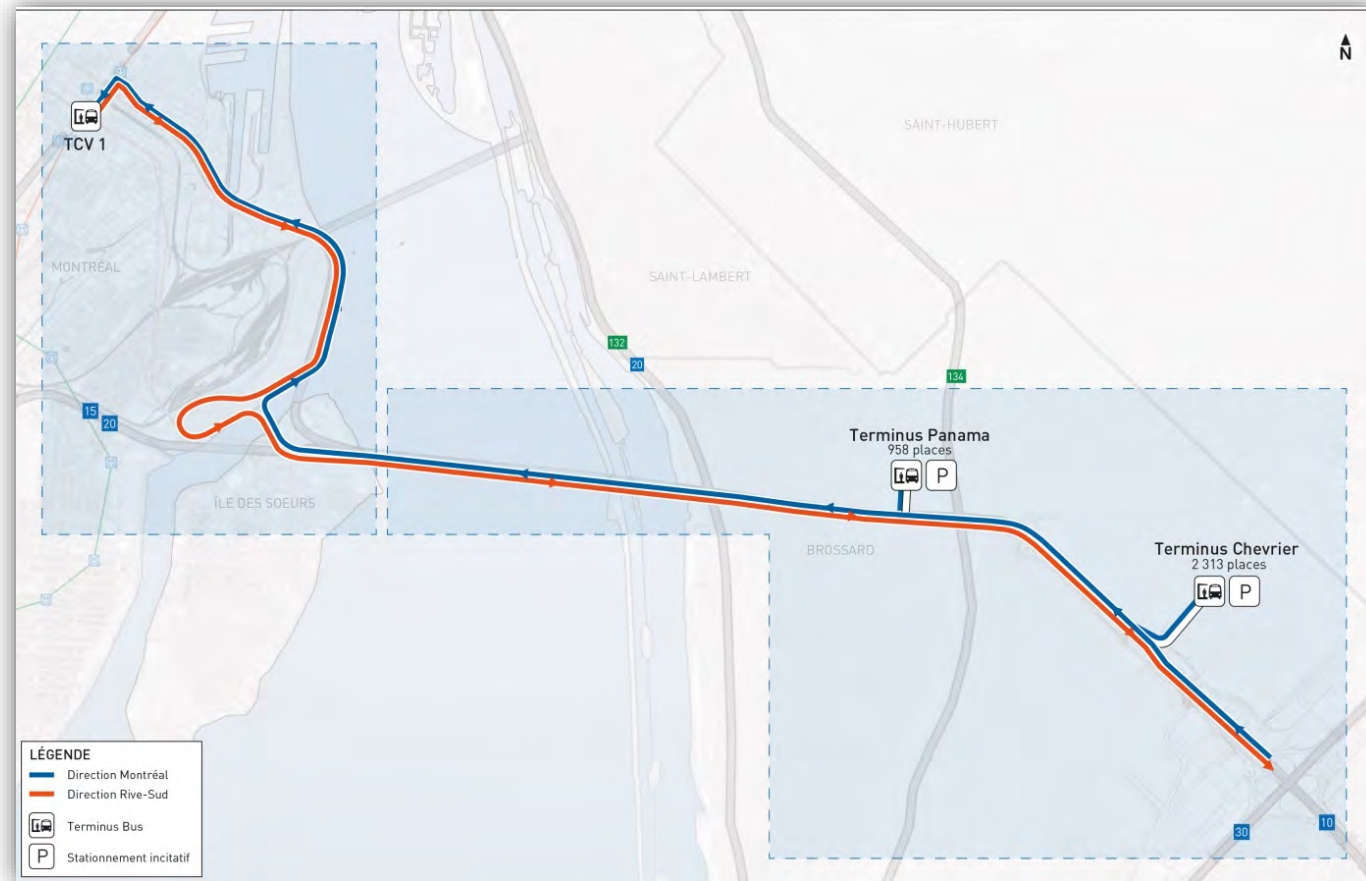 N
SAINT-HUBERT
TCV 1
MONTRÉAL
SAINT-LAMBERT
132
20
134
15
20
Terminus Panama
958 places
P
ÎLE DES SOEURS
BROSSARD
Terminus Chevrier
2 313 places
P
LÉGENDE
Direction Montréal
Direction Rive-Sud
Terminus Bus
P Stationnement incitatif
30
10